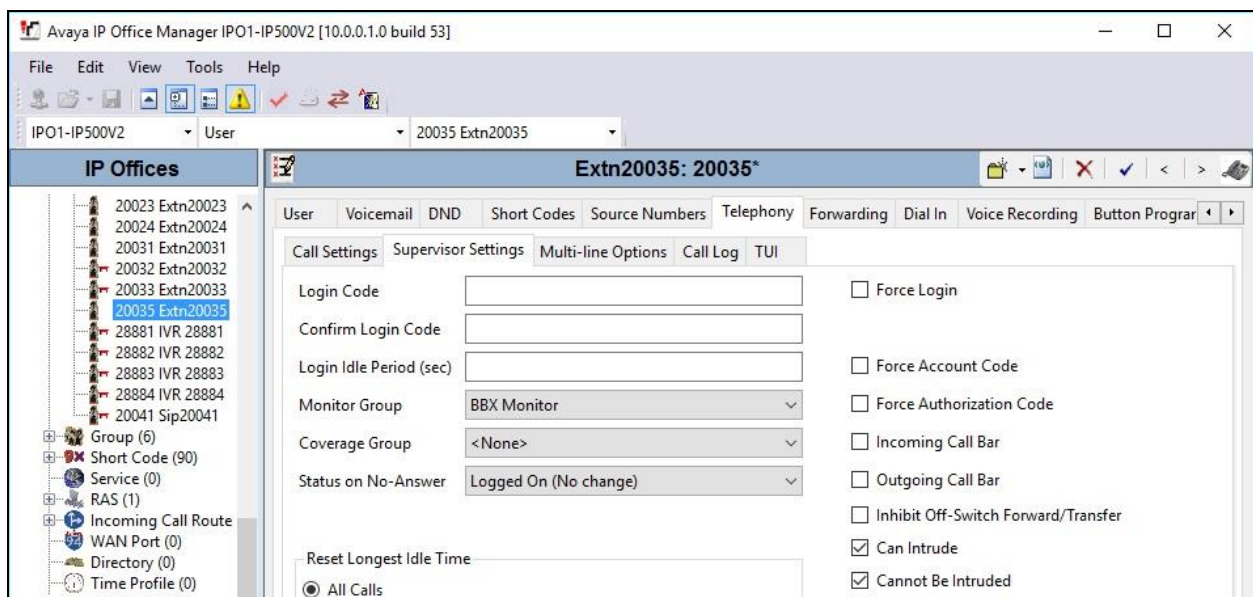 Avaya IP Office Manager IPO1-IP500V2 [10.0.0.1.0 build 53]
File Edit View Tools Help
IPO1-IP500V2 User 20035 Extn20035
IP Offices
Extn20035: 20035*
20023 Extn20023
20024 Extn20024
20031 Extn20031
20032 Extn20032
20033 Extn20033
20035 Extn20035
28881 IVR 28881
28882 IVR 28882
28883 IVR 28883
28884 IVR 28884
20041 Sip20041
Group (6)
Short Code (90)
Service (0)
RAS (1)
Incoming Call Route
WAN Port (0)
Directory (0)
Time Profile (0)
User Voicemail DND Short Codes Source Numbers Telephony Forwarding Dial In Voice Recording Button Prograr
Call Settings Supervisor Settings Multi-line Options Call Log TUI
Login Code
Confirm Login Code
Login Idle Period (sec)
Monitor Group BBX Monitor
Coverage Group <None>
Status on No-Answer Logged On (No change)
Reset Longest Idle Time
All Calls
Force Login
Force Account Code
Force Authorization Code
Incoming Call Bar
Outgoing Call Bar
Inhibit Off-Switch Forward/Transfer
Can Intrude
Cannot Be Intruded